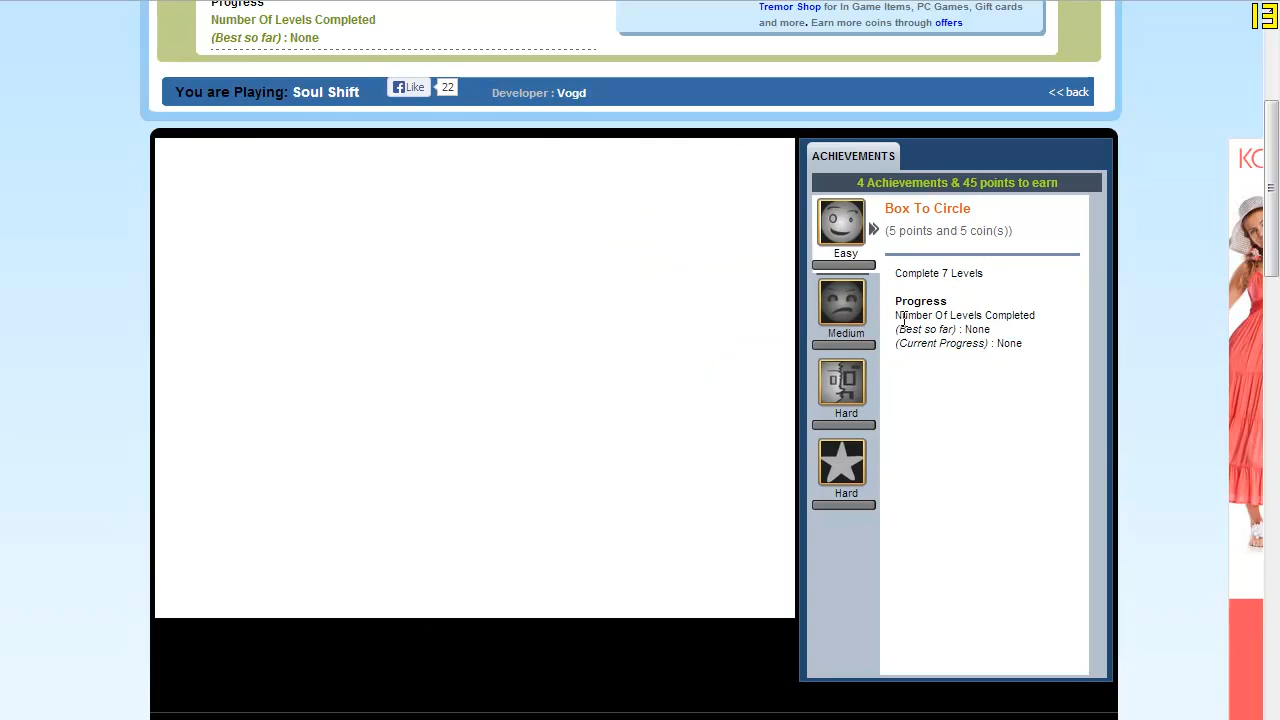 Progress
Number Of Levels Completed
(Best so far) : None
Tremor Shop for In Game Items, PC Games, Gift cards
and more. Earn more coins through offers
13
You are Playing: Soul Shift
Like
22
Developer : Vogd
<< back
KC
ACHIEVEMENTS
4 Achievements & 45 points to earn
Box To Circle
(5 points and 5 coin(s))
Easy
Complete 7 Levels
Progress
Number Of Levels Completed
(Best so far) : None
(Current Progress) : None
Medium
Hard
Hard